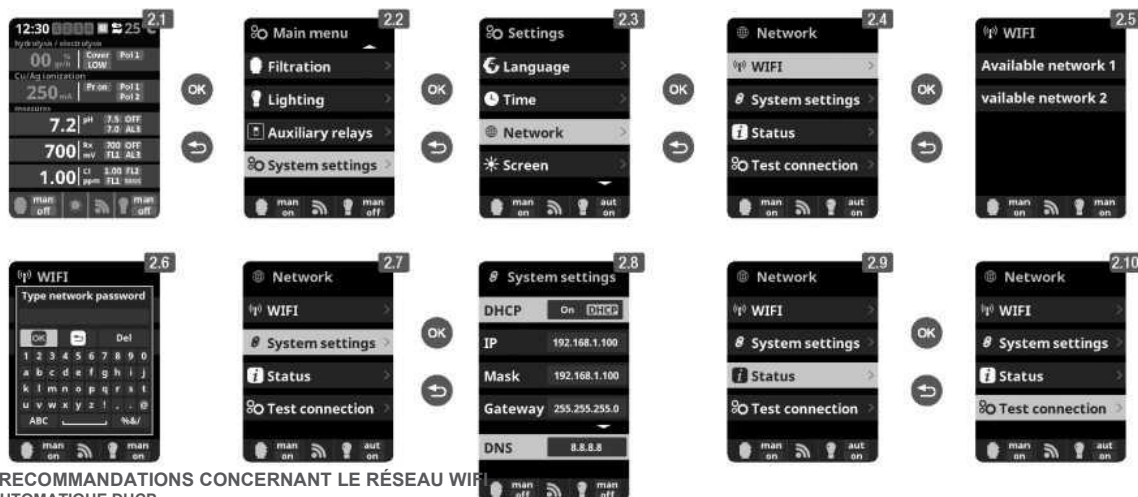 2.1
12:30 25
hydrolysis / electrolysis
00 % gr/h Cover LOW Pol 1
Cu/Ag ionization
250 mA Pr on: Pol 1 Pol 2
measures
7.2 pH 7.5 OFF 7.0 AL3
700 Rx mV 700 OFF FL1 AL3
1.00 Cl ppm 1.00 FL2 FL1
man off man off
OK
2.2
Main menu
Filtration
Lighting
Auxiliary relays
System settings
man on man off
OK
2.3
Settings
Language
Time
Network
Screen
man on aut on
OK
2.4
Network
WIFI
System settings
Status
Test connection
man on aut on
OK
2.5
WIFI
Available network 1
vailable network 2
man on man on
2.6
WIFI
Type network password
OK Del
1 2 3 4 5 6 7 8 9 0
a b c d e f g h i j
k l m n o p q r s t
u v w x y z ! , . @
ABC %&/
man on man on
2.7
Network
WIFI
System settings
Status
Test connection
man on aut on
OK
2.8
System settings
DHCP On DHCP
IP 192.168.1.100
Mask 192.168.1.100
Gateway 255.255.255.0
DNS 8.8.8.8
man off man off
2.9
Network
WIFI
System settings
Status
Test connection
man on aut on
OK
2.10
Network
WIFI
System settings
Status
Test connection
man on aut on
RECOMMANDATIONS CONCERNANT LE RÉSEAU WIFI
UTOMATIQUE DHCP